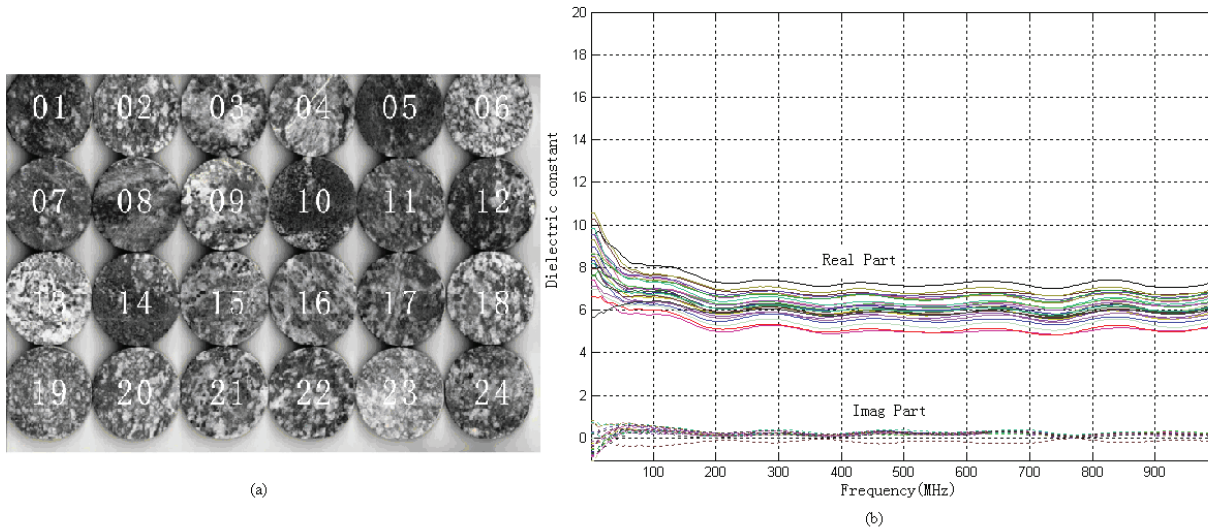 01 02 03 04 05 06
07 08 09 10 11 12
13 14 15 16 17 18
19 20 21 22 23 24
(a)
Dielectric constant
20
18
16
14
12
10
8
6
4
2
0
Real Part
Imag Part
100 200 300 400 500 600 700 800 900
Frequency(MHz)
(b)